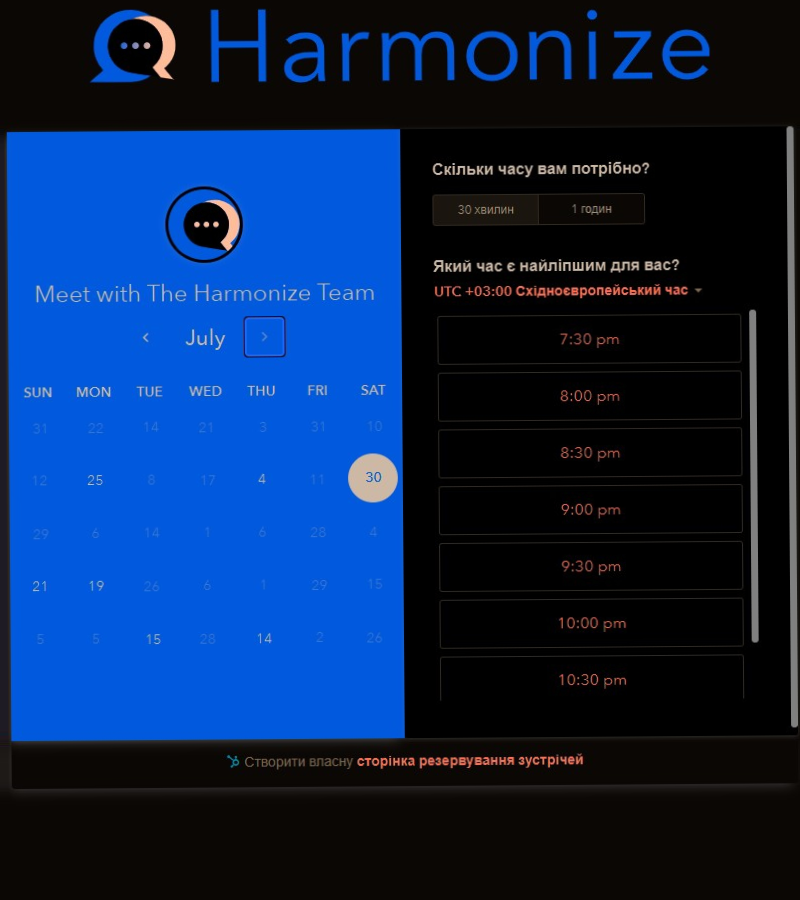 Harmonize
Meet with The Harmonize Team
July
SUN MON TUE WED THU FRI SAT
31 22 14 21 3 31 10
12 25 8 17 4 11 30
29 6 14 1 6 28 4
21 19 26 6 1 29 15
5 5 15 28 14 2 26
Скільки часу вам потрібно?
30 хвилин 1 годин
Який час є найліпшим для вас?
UTC +03:00 Східноєвропейський час
7:30 pm
8:00 pm
8:30 pm
9:00 pm
9:30 pm
10:00 pm
10:30 pm
Створити власну сторінка резервування зустрічей